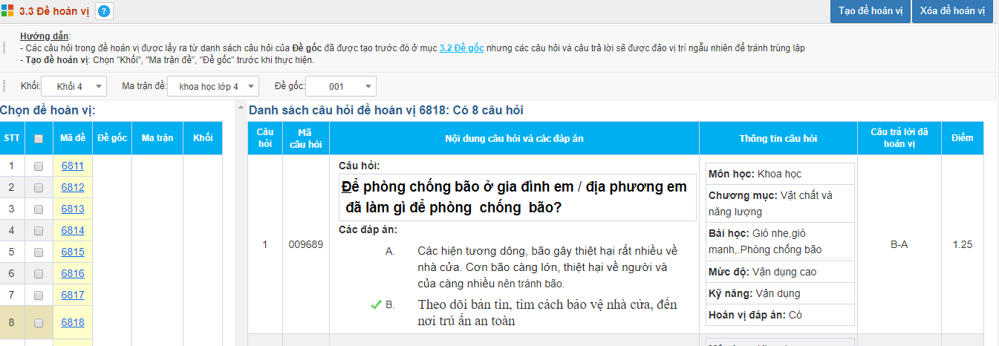 3.3 Đề hoán vị
?
Tạo đề hoán vị
Xóa đề hoán vị
Hướng dẫn:
- Các câu hỏi trong đề hoán vị được lấy ra từ danh sách câu hỏi của Đề gốc đã được tạo trước đó ở mục 3.2 Đề gốc nhưng các câu hỏi và câu trả lời sẽ được đảo vị trí ngẫu nhiên để tránh trùng lặp
- Tạo đề hoán vị: Chọn "Khối", "Ma trận đề", "Đề gốc" trước khi thực hiện.
Khối: Khối 4 Ma trận đề: khoa học lớp 4 Đề gốc: 001
Chọn đề hoán vị:
STT Mã đề Đề gốc Ma trận Khối
1 6811
2 6812
3 6813
4 6814
5 6815
6 6816
7 6817
8 6818
Danh sách câu hỏi đề hoán vị 6818: Có 8 câu hỏi
Câu hỏi
Mã câu hỏi
Nội dung câu hỏi và các đáp án
Thông tin câu hỏi
Câu trả lời đã hoán vị
Điểm
1
009689
Câu hỏi:
Để phòng chống bão ở gia đình em / địa phương em
đã làm gì để phòng chống bão?
Các đáp án:
A. Các hiện tương dông, bão gây thiệt hại rất nhiều về
nhà cửa. Cơn bão càng lớn, thiệt hại về người và
của càng nhiều nên tránh bão.
B. Theo dõi bản tin, tìm cách bảo vệ nhà cửa, đến
nơi trú ẩn an toàn
Môn học: Khoa học
Chương mục: Vật chất và
năng lượng
Bài học: Gió nhẹ,gió
mạnh,.Phòng chống bão
Mức độ: Vận dụng cao
Kỹ năng: Vận dụng
Hoán vị đáp án: Có
B-A
1.25